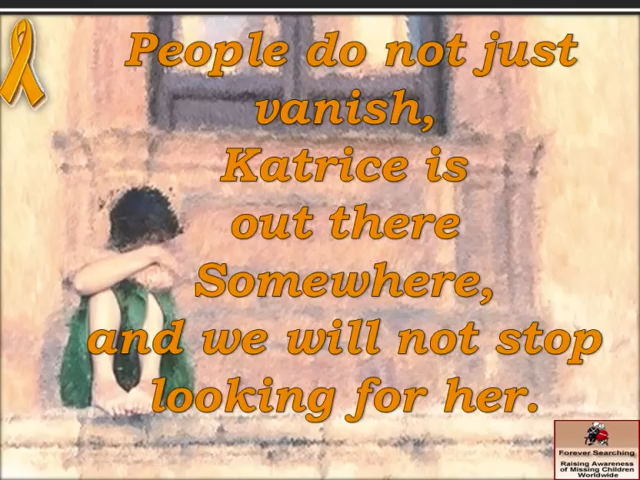 People do not just
vanish,
Katrice is
out there
Somewhere,
and we will not stop
looking for her.
Forever Searching
Raising Awareness
of Missing Children
Worldwide